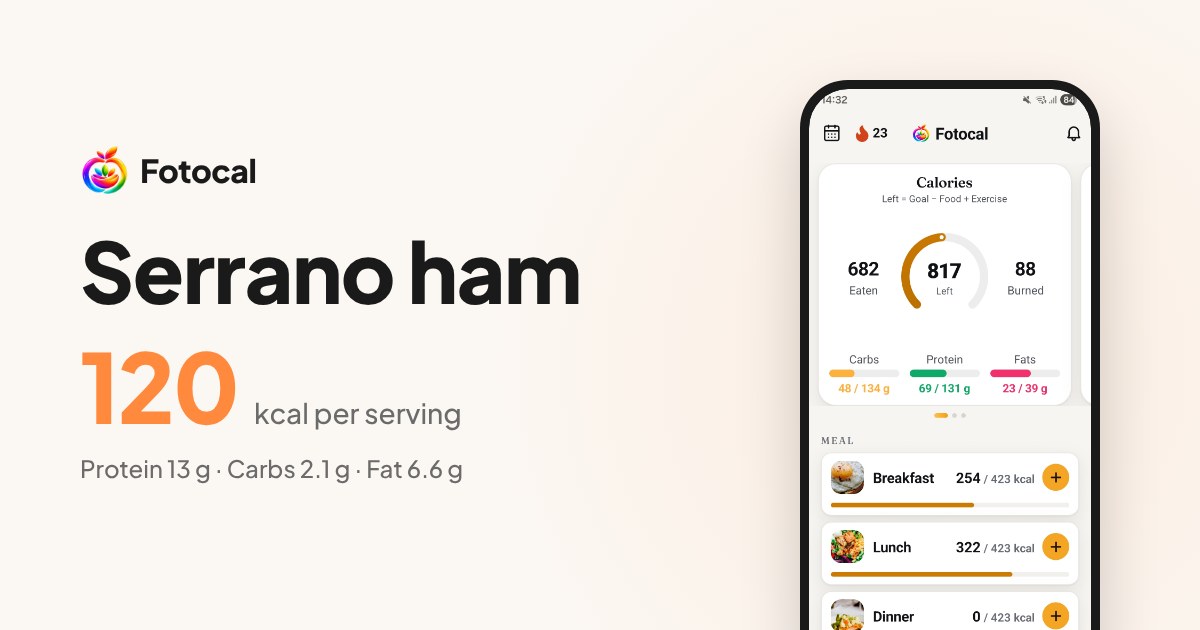 Fotocal
Serrano ham
120 kcal per serving
Protein 13 g · Carbs 2.1 g · Fat 6.6 g
14:32
84
23
Fotocal
Calories
Left = Goal − Food + Exercise
682
Eaten
817
Left
88
Burned
Carbs
48 / 134 g
Protein
69 / 131 g
Fats
23 / 39 g
MEAL
Breakfast 254 / 423 kcal +
Lunch 322 / 423 kcal +
Dinner 0 / 423 kcal +